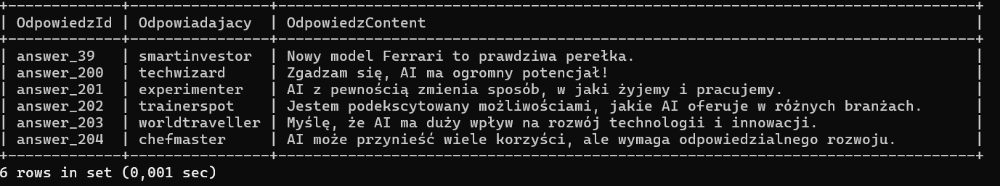 +-------------+----------------+--------------------------------------------------------------------------------+
| OdpowiedzId | Odpowiadajacy  | OdpowiedzContent                                                               |
+-------------+----------------+--------------------------------------------------------------------------------+
| answer_39   | smartinvestor  | Nowy model Ferrari to prawdziwa perełka.                                       |
| answer_200  | techwizard     | Zgadzam się, AI ma ogromny potencjał!                                          |
| answer_201  | experimenter   | AI z pewnością zmienia sposób, w jaki żyjemy i pracujemy.                      |
| answer_202  | trainerspot    | Jestem podekscytowany możliwościami, jakie AI oferuje w różnych branżach.      |
| answer_203  | worldtraveller | Myślę, że AI ma duży wpływ na rozwój technologii i innowacji.                  |
| answer_204  | chefmaster     | AI może przynieść wiele korzyści, ale wymaga odpowiedzialnego rozwoju.         |
+-------------+----------------+--------------------------------------------------------------------------------+
6 rows in set (0,001 sec)